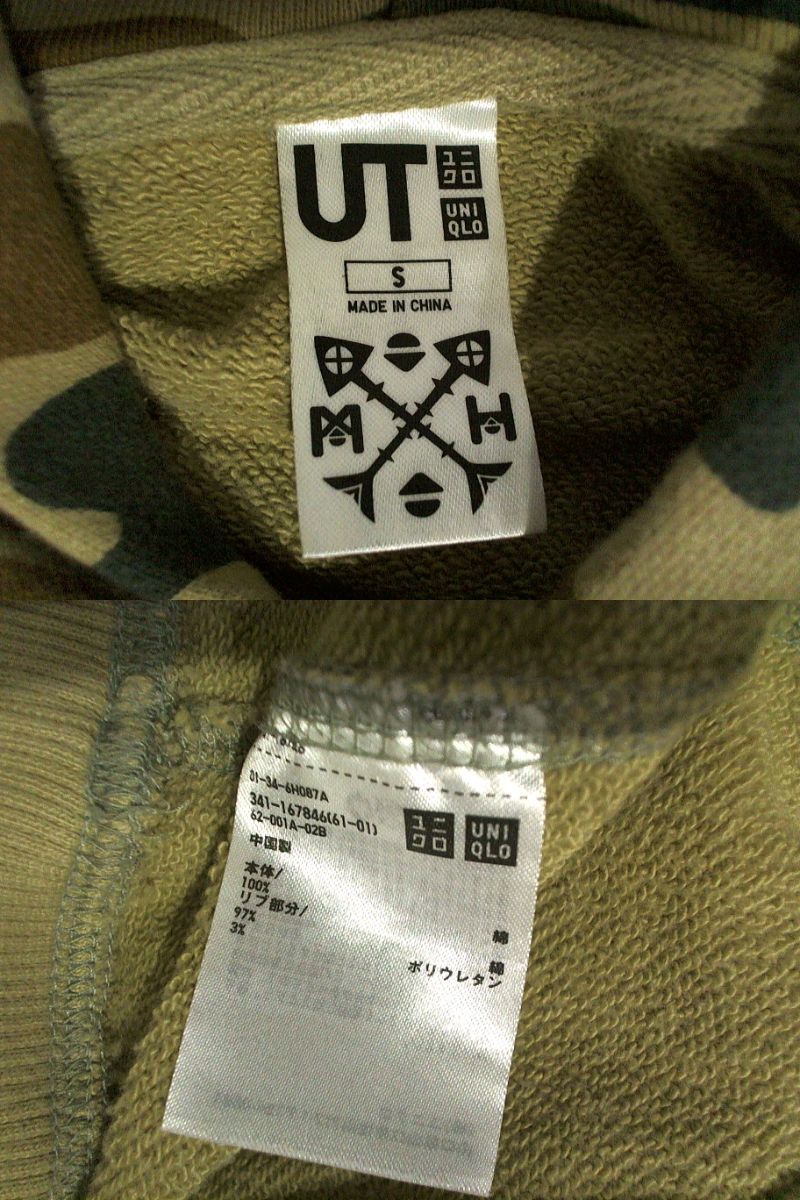 UT
ユニ
クロ
UNI
QLO
S
MADE IN CHINA
M H
01-34-6H087A
341-167846(61-01)
62-001A-02B
中国製
ユニ
クロ
UNI
QLO
本体/
100% 綿
リブ部分/
97% 綿
3% ポリウレタン